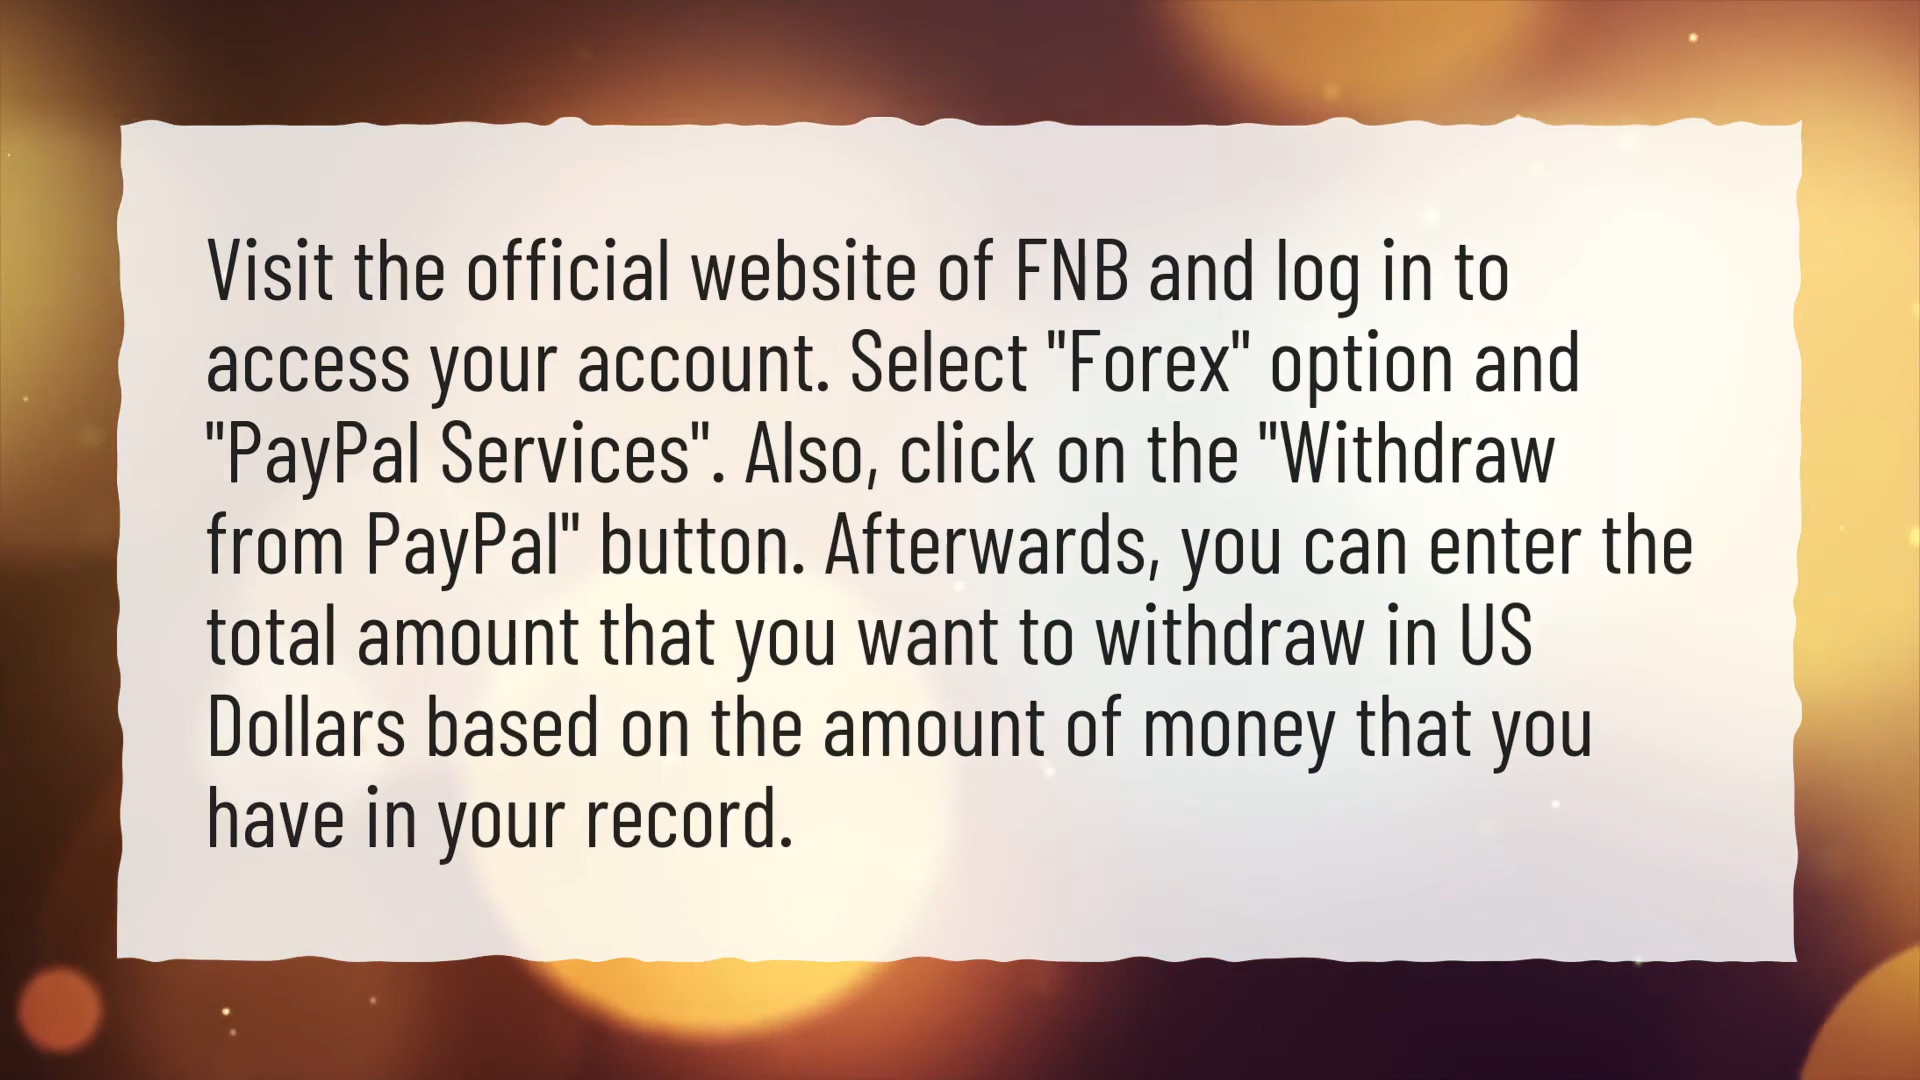 Visit the official website of FNB and log in to
access your account. Select "Forex" option and
"PayPal Services". Also, click on the "Withdraw
from PayPal" button. Afterwards, you can enter the
total amount that you want to withdraw in US
Dollars based on the amount of money that you
have in your record.